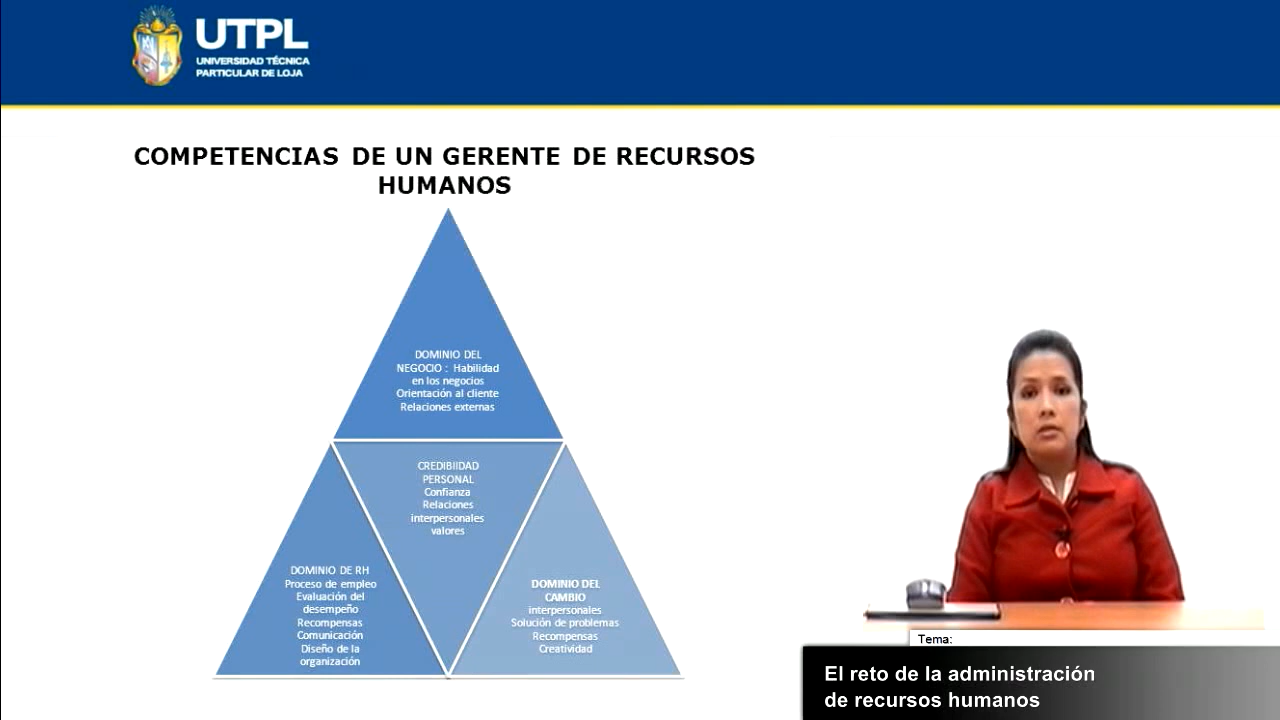 UTPL
UNIVERSIDAD TÉCNICA
PARTICULAR DE LOJA
COMPETENCIAS DE UN GERENTE DE RECURSOS
HUMANOS
DOMINIO DEL
NEGOCIO : Habilidad
en los negocios
Orientación al cliente
Relaciones externas
CREDIBIIDAD
PERSONAL
Confianza
Relaciones
interpersonales
valores
DOMINIO DE RH
Proceso de empleo
Evaluación del
desempeño
Recompensas
Comunicación
Diseño de la
organización
DOMINIO DEL
CAMBIO
interpersonales
Solución de problemas
Recompensas
Creatividad
Tema:
El reto de la administración
de recursos humanos